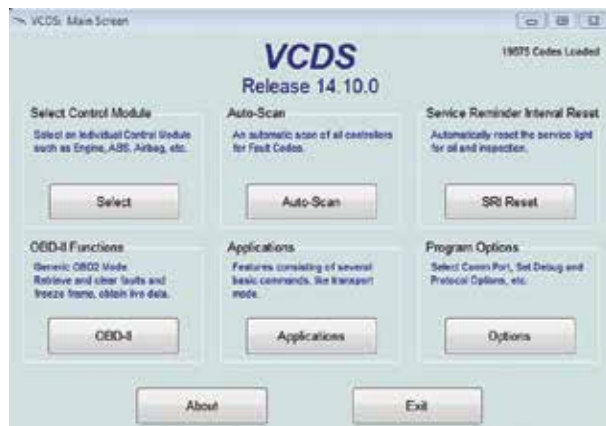 VCDS: Main Screen
VCDS
Release 14.10.0
19875 Codes Loaded
Select Control Module
Select an individual Control Module
such as Engine, ABS, Airbag, etc.
Select
Auto-Scan
An automatic scan of all controllers
for Fault Codes.
Auto-Scan
Service Reminder Interval Reset
Automatically reset the service light
for oil and inspection.
SRI Reset
OBD-II Functions
Generic OBD2 Mode.
Retrieve and clear faults and
freeze frame, obtain live data.
OBD-II
Applications
Features consisting of several
basic commands, like transport
mode.
Applications
Program Options
Select Comm Port, Set Debug and
Protocol Options, etc.
Options
About
Exit